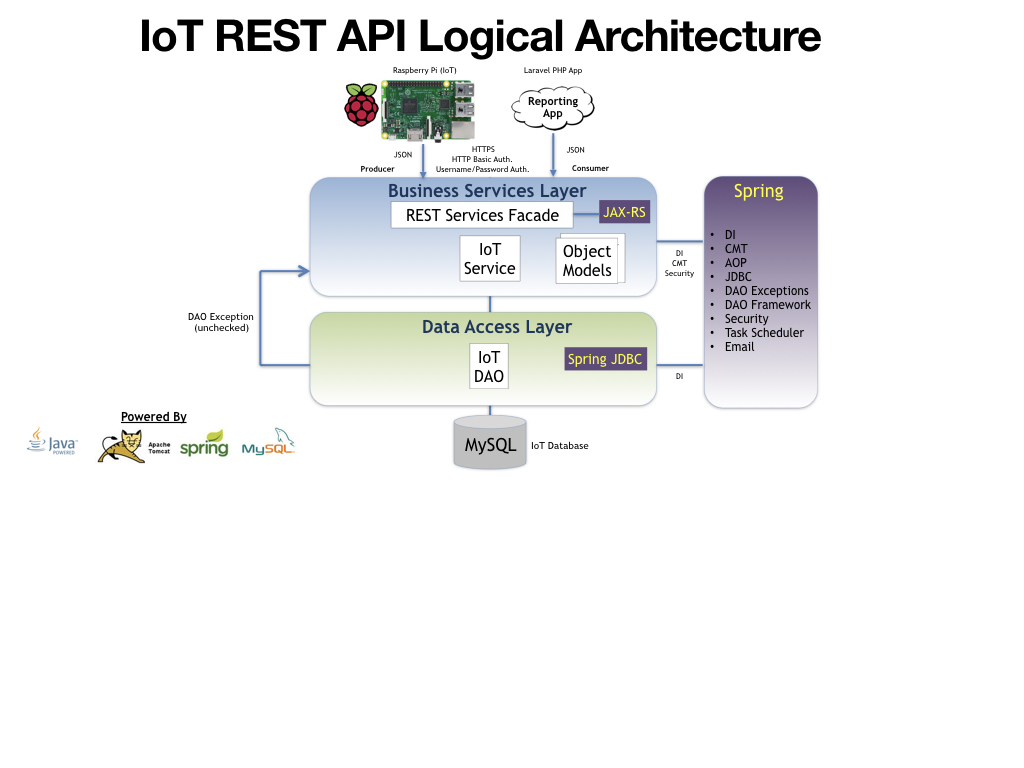 IoT REST API Logical Architecture
Raspberry Pi (IoT)
Laravel PHP App
Reporting
App
JSON
HTTPS
HTTP Basic Auth.
Username/Password Auth.
JSON
Producer
Consumer
Business Services Layer
REST Services Facade
JAX-RS
IoT
Service
Object
Models
DI
CMT
Security
Spring
• DI
• CMT
• AOP
• JDBC
• DAO Exceptions
• DAO Framework
• Security
• Task Scheduler
• Email
DAO Exception
(unchecked)
Data Access Layer
IoT
DAO
Spring JDBC
DI
MySQL
IoT Database
Powered By
Java
POWERED
Apache
Tomcat
spring
MySQL